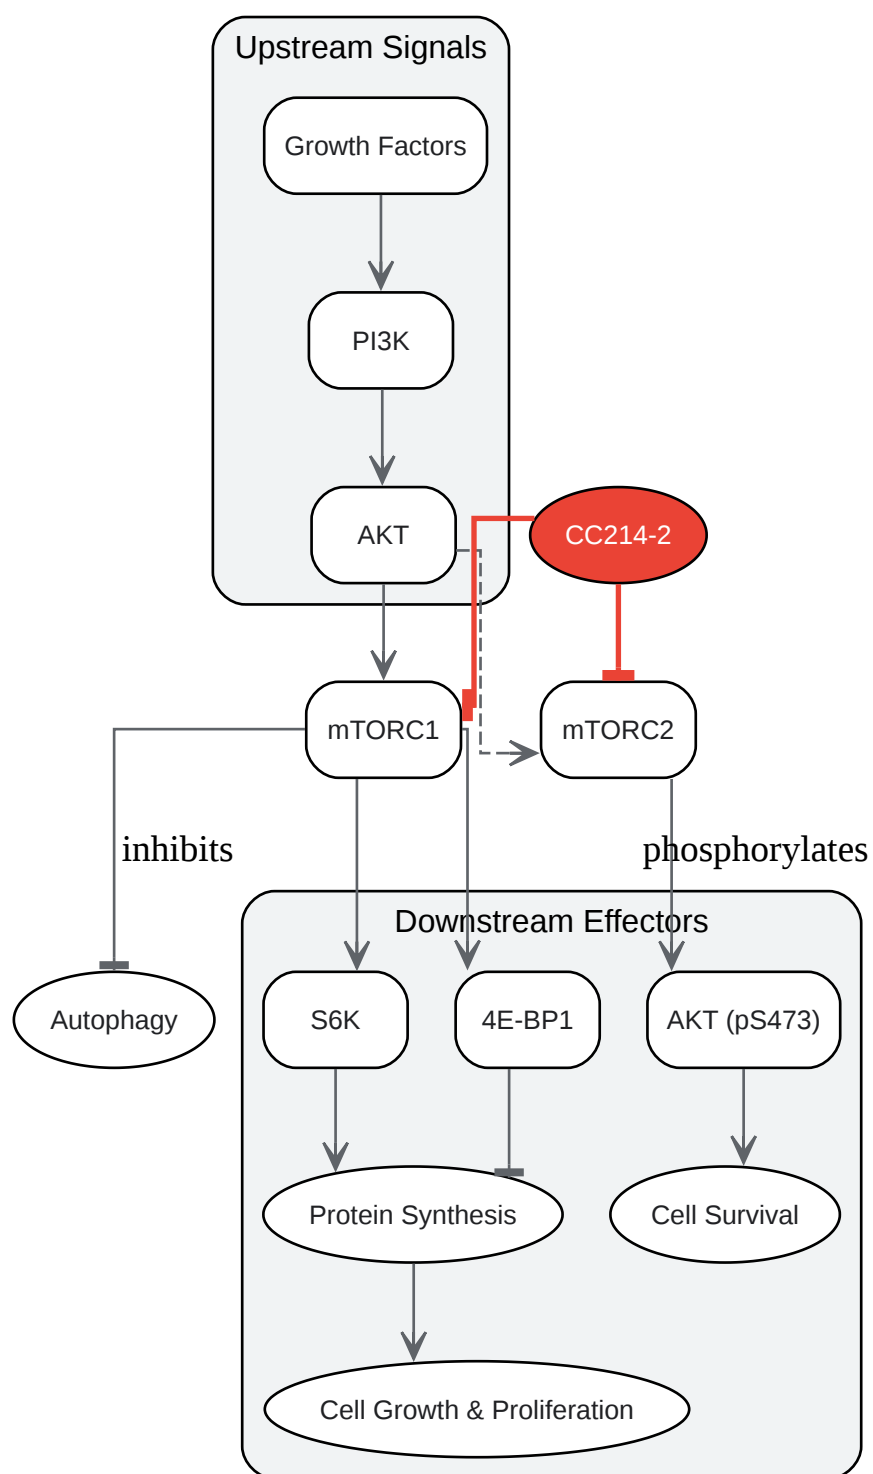 Upstream Signals
Growth Factors
PI3K
AKT
CC214-2
mTORC1
mTORC2
inhibits
phosphorylates
Downstream Effectors
Autophagy
S6K
4E-BP1
AKT (pS473)
Protein Synthesis
Cell Survival
Cell Growth & Proliferation